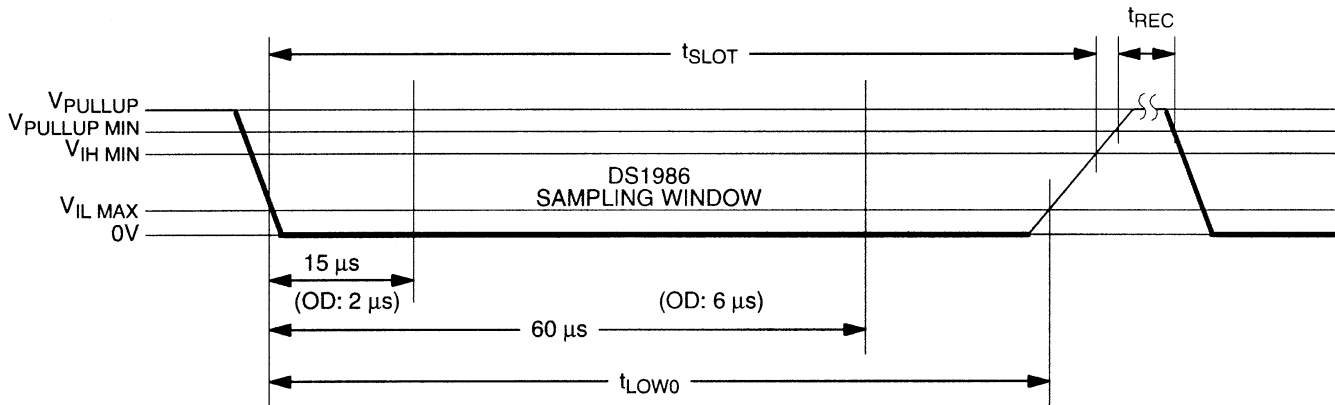 tREC
tSLOT
VPULLUP
VPULLUP MIN
VIH MIN
DS1986
SAMPLING WINDOW
VIL MAX
0V
15 μs
(OD: 2 μs)
(OD: 6 μs)
60 μs
tLOW0